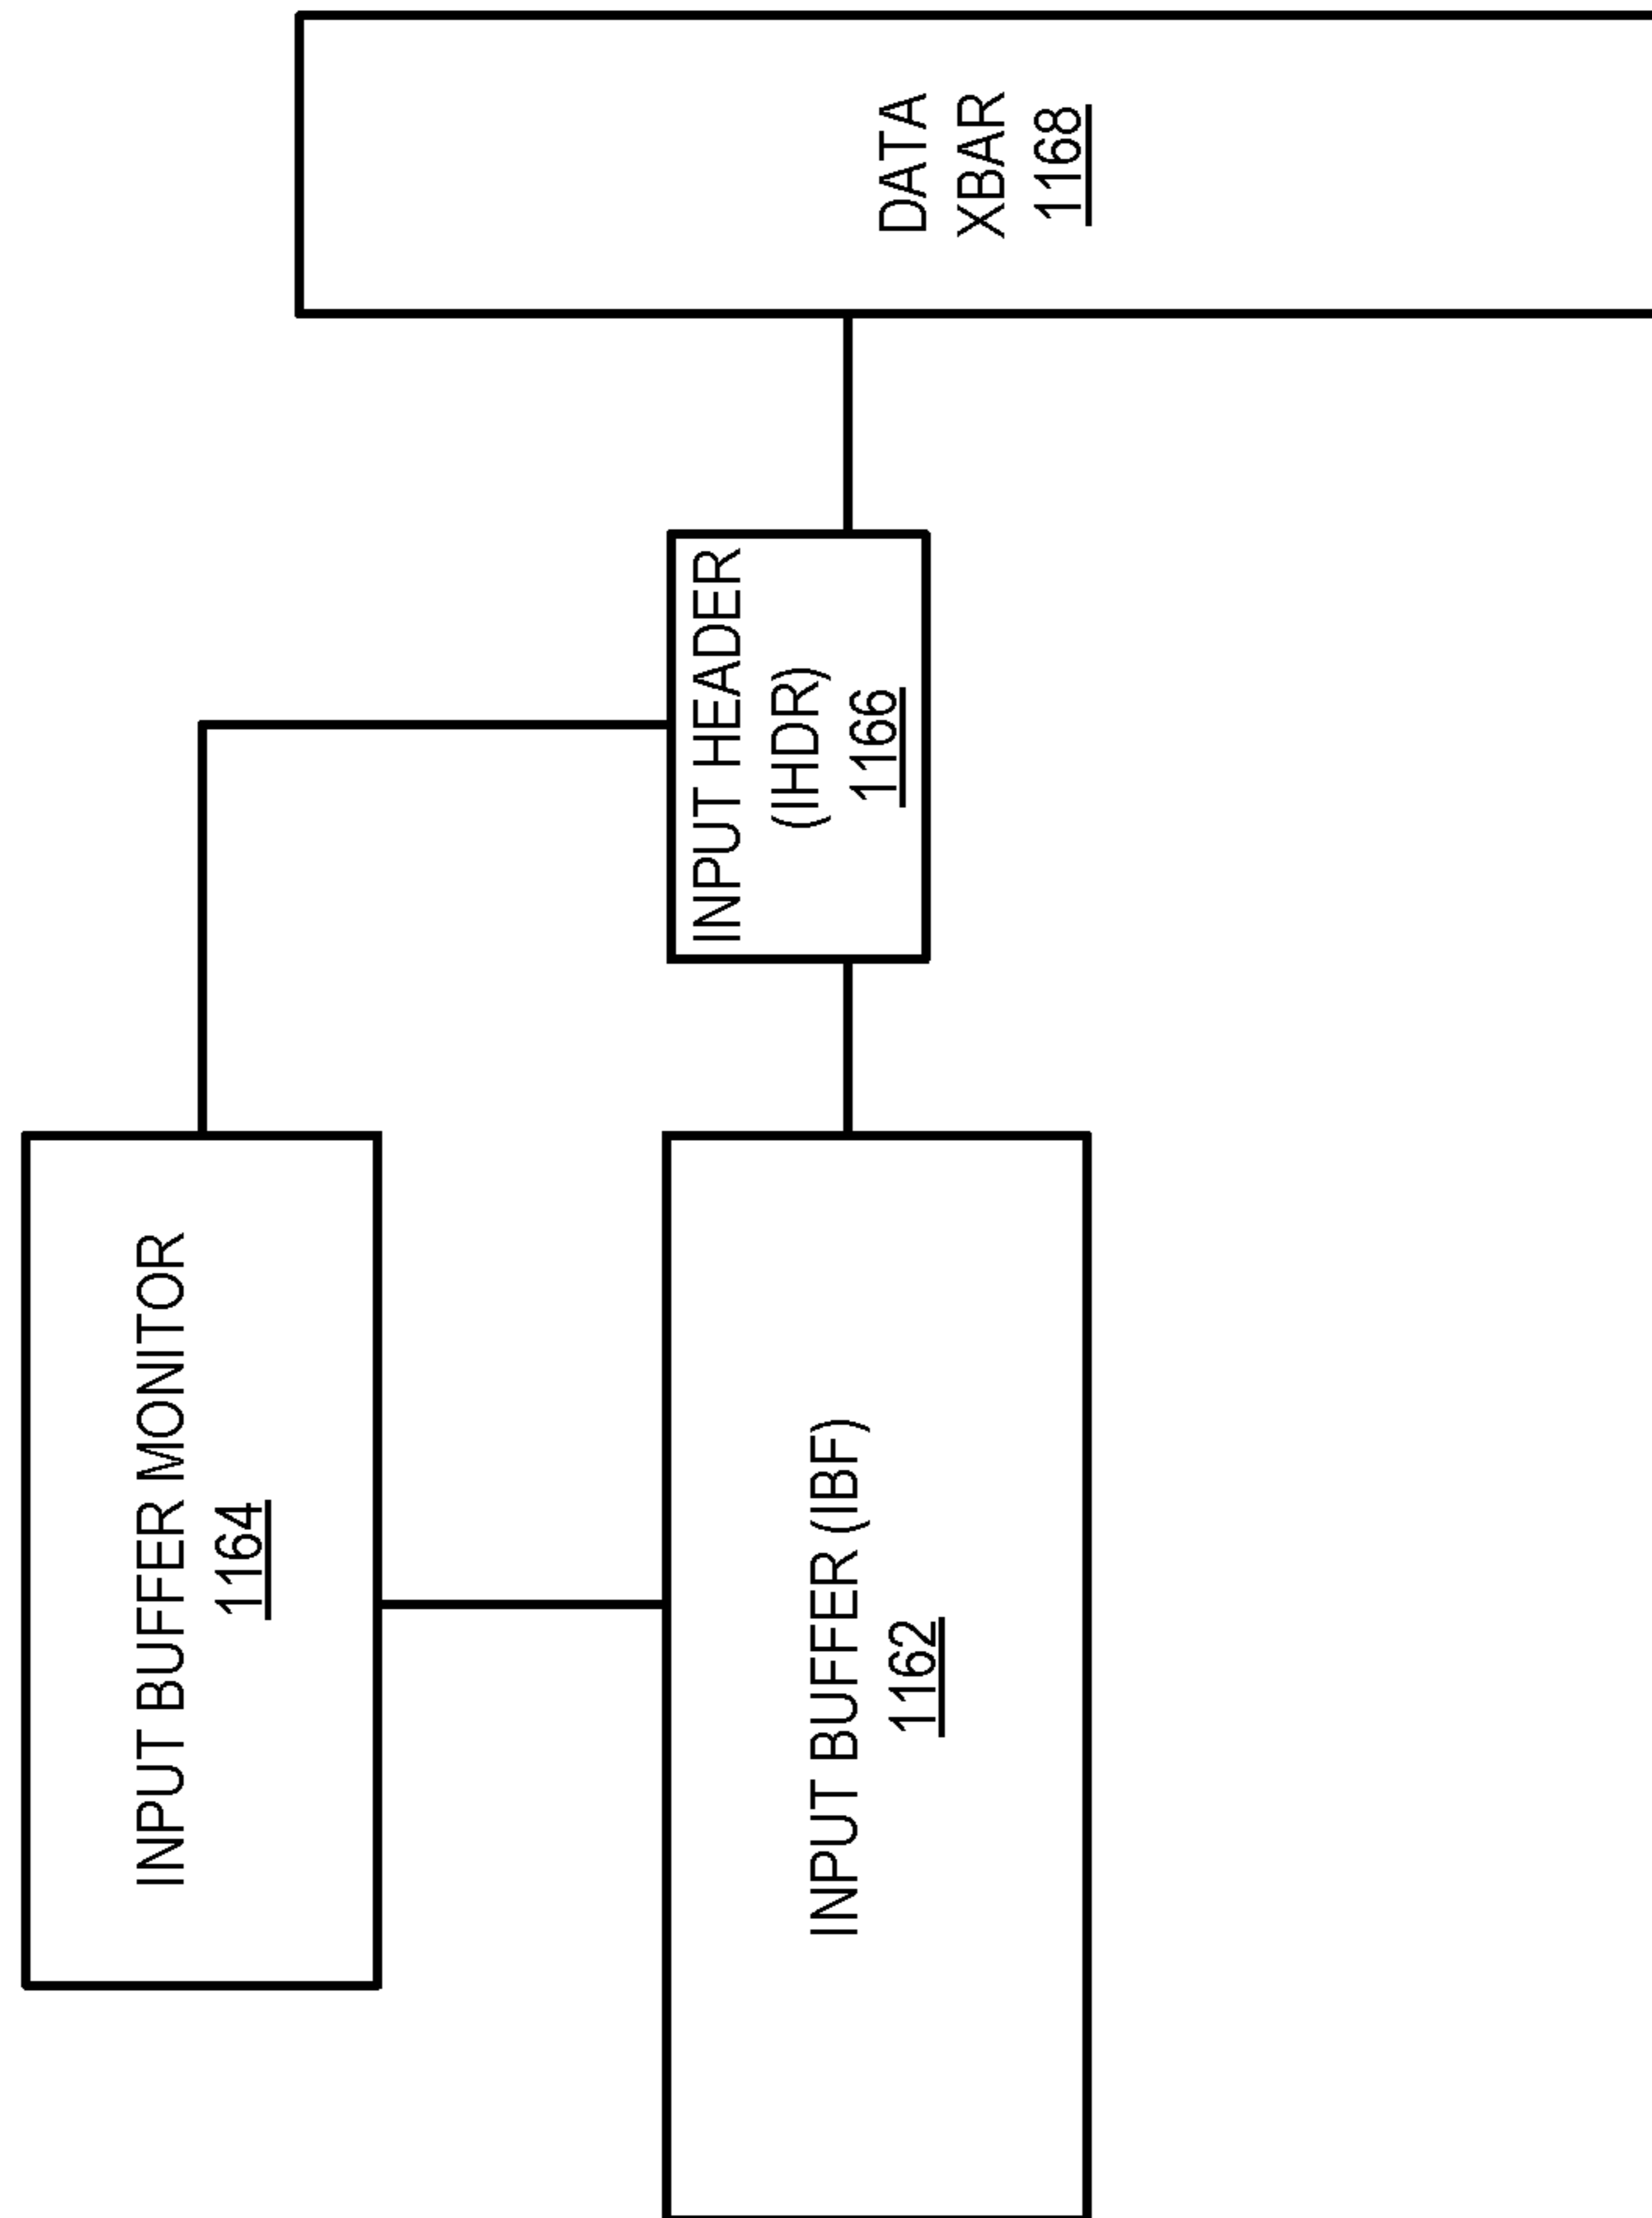 INPUT BUFFER MONITOR
1164
INPUT BUFFER (IBF)
1162
INPUT HEADER
(IHDR)
1166
DATA
XBAR
1168